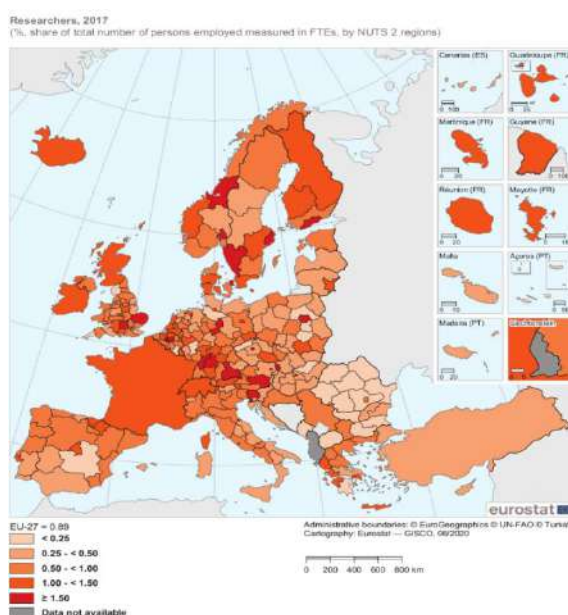 Researchers, 2017
(%, share of total number of persons employed measured in FTEs, by NUTS 2 regions)
Canarias (ES)
Guadeloupe (FR)
Martinique (FR)
Guyane (FR)
Réunion (FR)
Mayotte (FR)
Malta
Açores (PT)
Madeira (PT)
Liechtenstein
eurostat
EU-27 = 0.89
< 0.25
0.25 - < 0.50
0.50 - < 1.00
1.00 - < 1.50
≥ 1.50
Data not available
Administrative boundaries: © EuroGeographics © UN-FAO © Turkstat
Cartography: Eurostat — GISCO, 06/2020
0 200 400 600 800 km